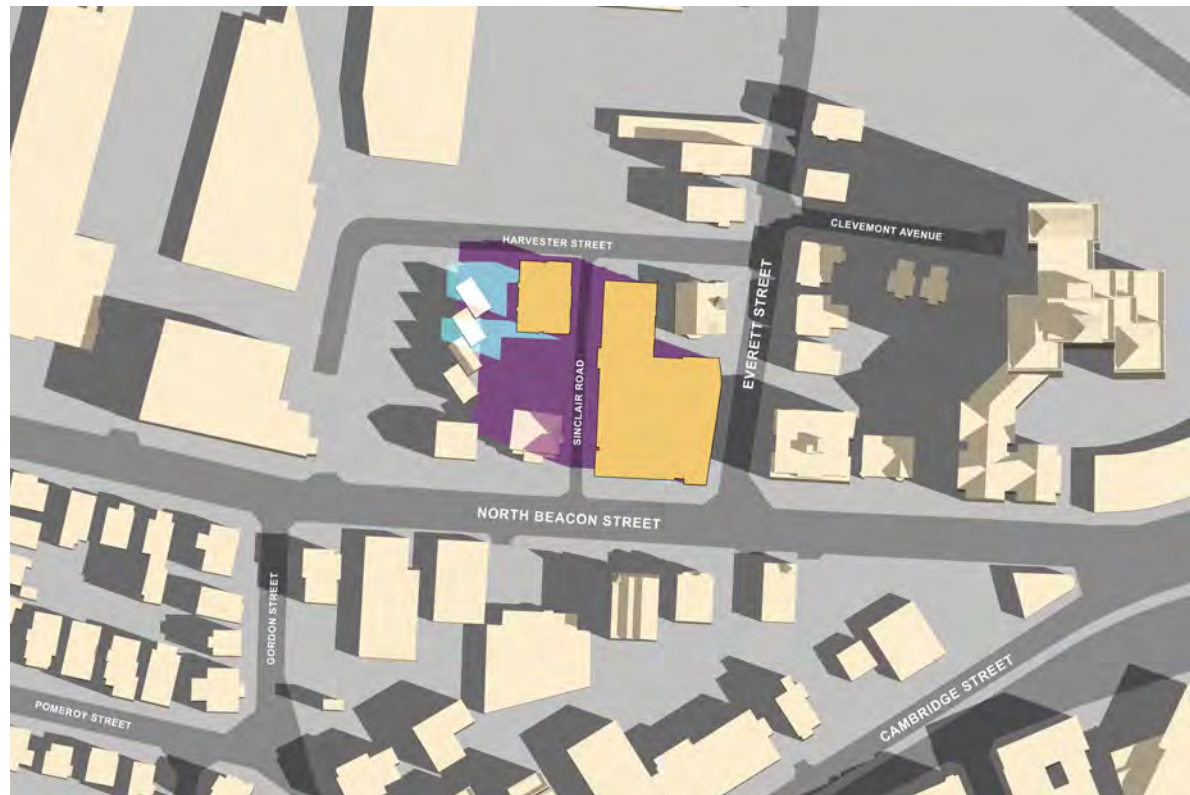 CLEVEMONT AVENUE
HARVESTER STREET
EVERETT STREET
SINCLAIR ROAD
NORTH BEACON STREET
GORDON STREET
CAMBRIDGE STREET
POMEROY STREET